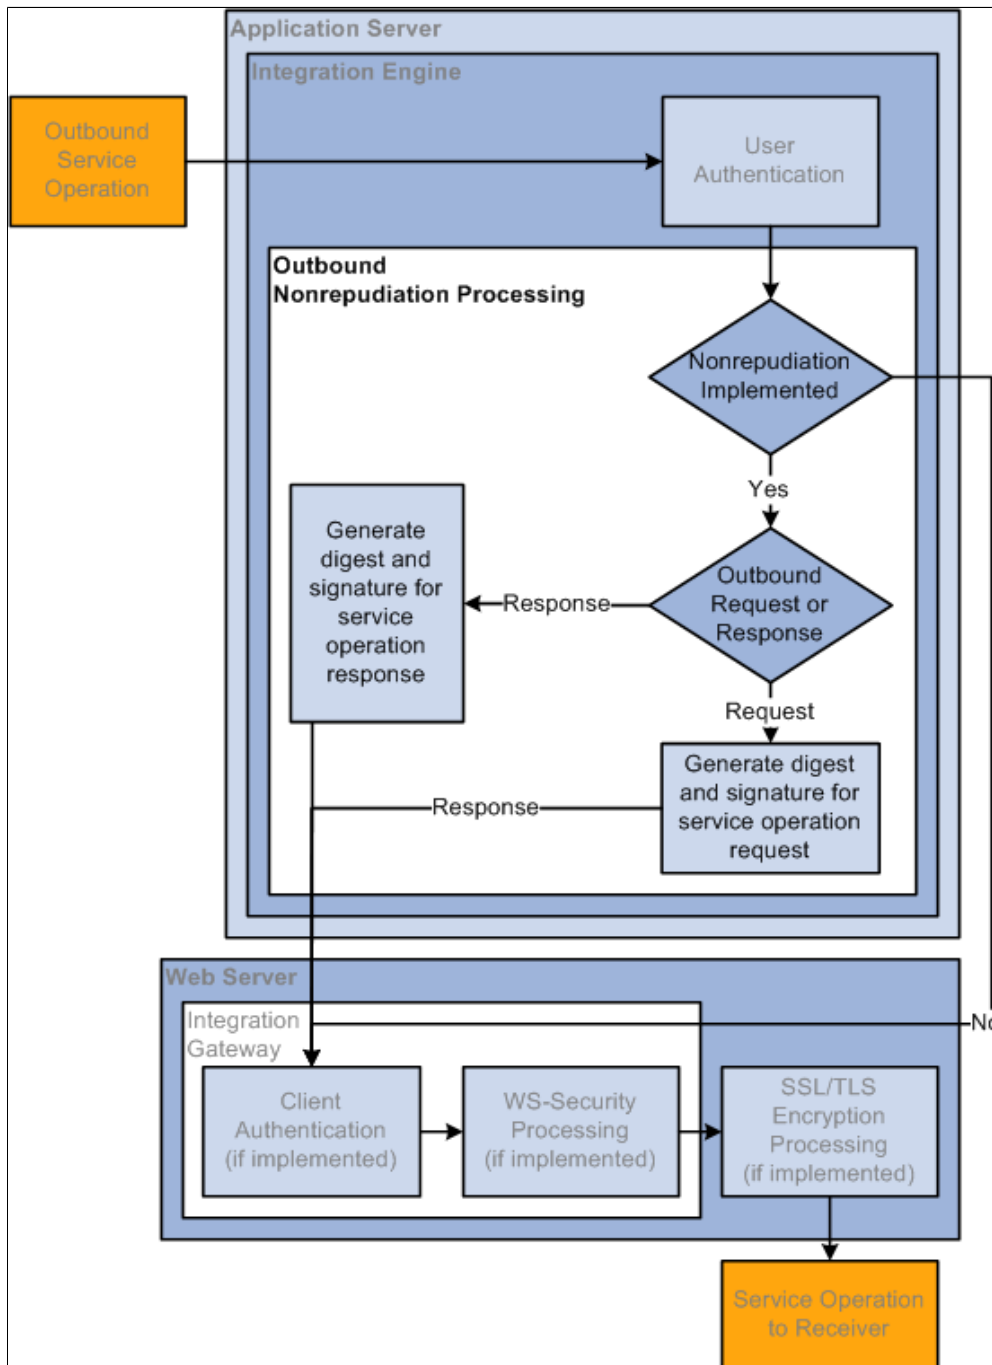 Application Server
Integration Engine
Outbound
Service
Operation
User
Authentication
Outbound
Nonrepudiation Processing
Nonrepudiation
Implemented
Yes
Generate
digest and
signature for
service
operation
response
Response
Outbound
Request or
Response
Request
Response
Generate digest
and signature for
service operation
request
Web Server
Integration
Gateway
No
Client
Authentication
(if implemented)
WS-Security
Processing
(if implemented)
SSL/TLS
Encryption
Processing
(if implemented)
Service Operation
to Receiver